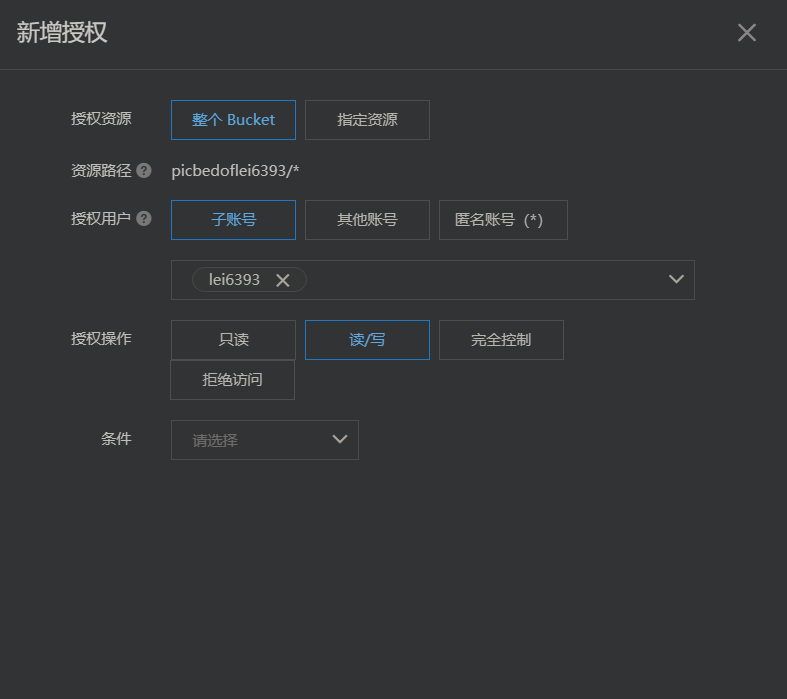 新增授权
授权资源 整个 Bucket 指定资源
资源路径 ? picbedoflei6393/*
授权用户 ? 子账号 其他账号 匿名账号（*）
lei6393
授权操作 只读 读/写 完全控制
拒绝访问
条件 请选择